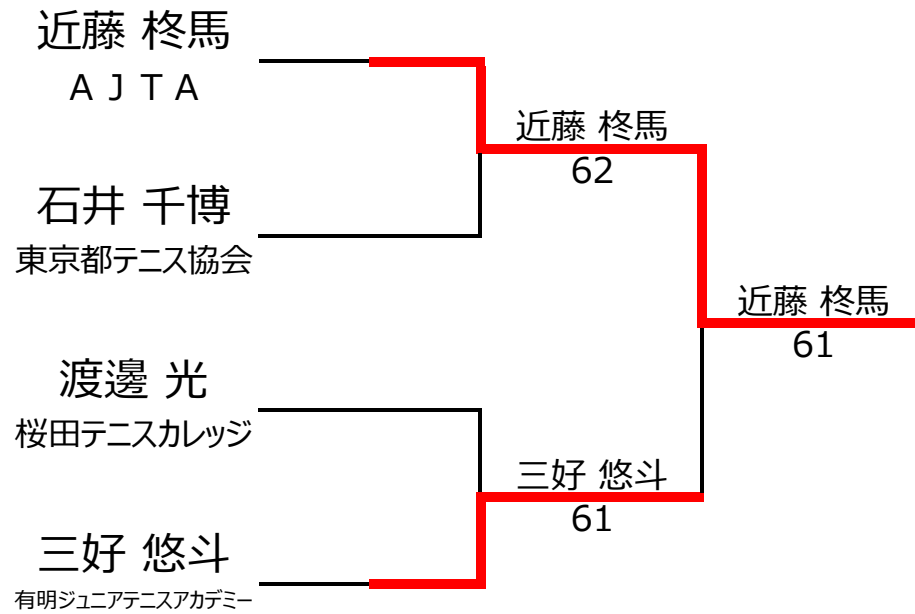 近藤 柊馬
ＡＪＴＡ
石井 千博
東京都テニス協会
渡邊 光
桜田テニスカレッジ
三好 悠斗
有明ジュニアテニスアカデミー
近藤 柊馬
62
三好 悠斗
61
近藤 柊馬
61